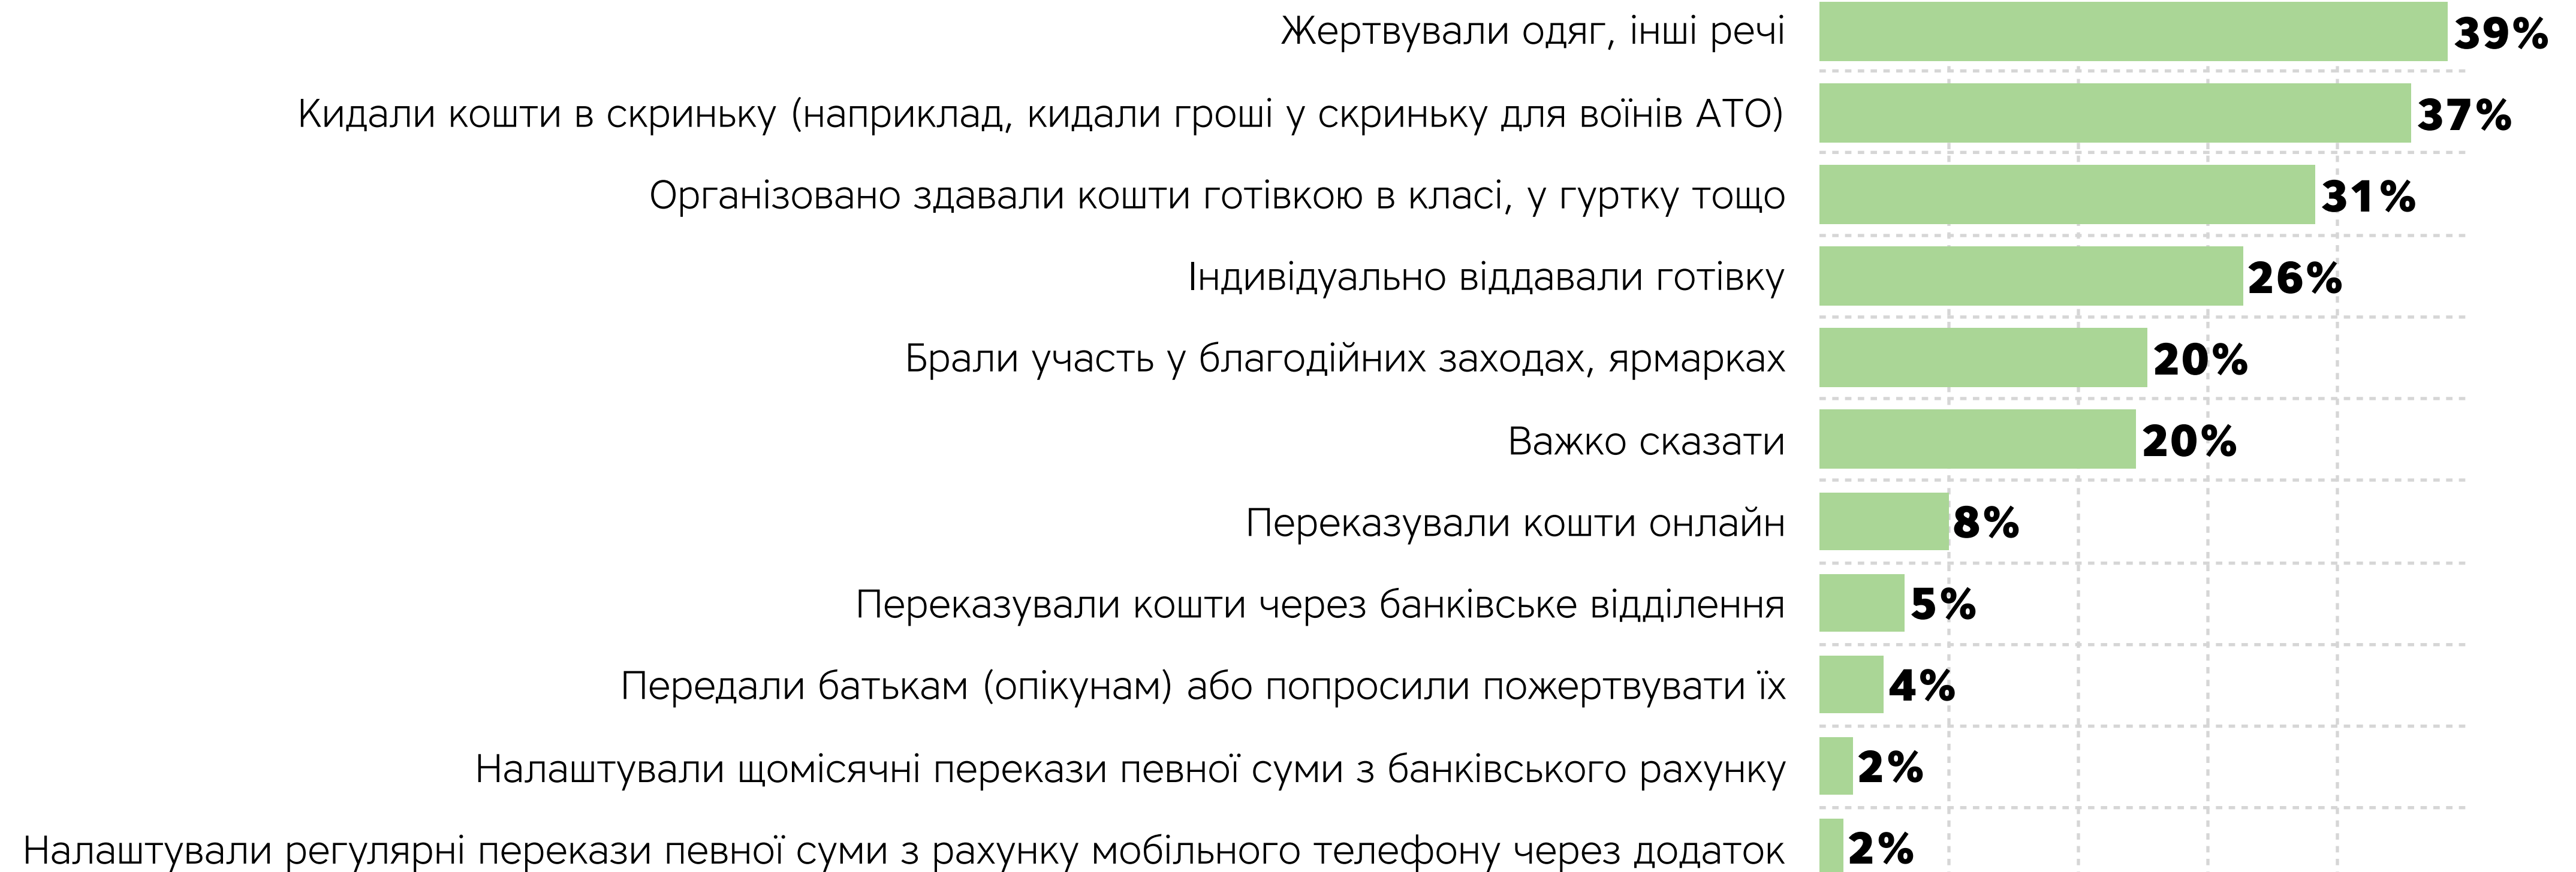 Жертвували одяг, інші речі 39%
Кидали кошти в скриньку (наприклад, кидали гроші у скриньку для воїнів АТО) 37%
Організовано здавали кошти готівкою в класі, у гуртку тощо 31%
Індивідуально віддавали готівку 26%
Брали участь у благодійних заходах, ярмарках 20%
Важко сказати 20%
Переказували кошти онлайн 8%
Переказували кошти через банківське відділення 5%
Передали батькам (опікунам) або попросили пожертвувати їх 4%
Налаштували щомісячні перекази певної суми з банківського рахунку 2%
Налаштували регулярні перекази певної суми з рахунку мобільного телефону через додаток 2%